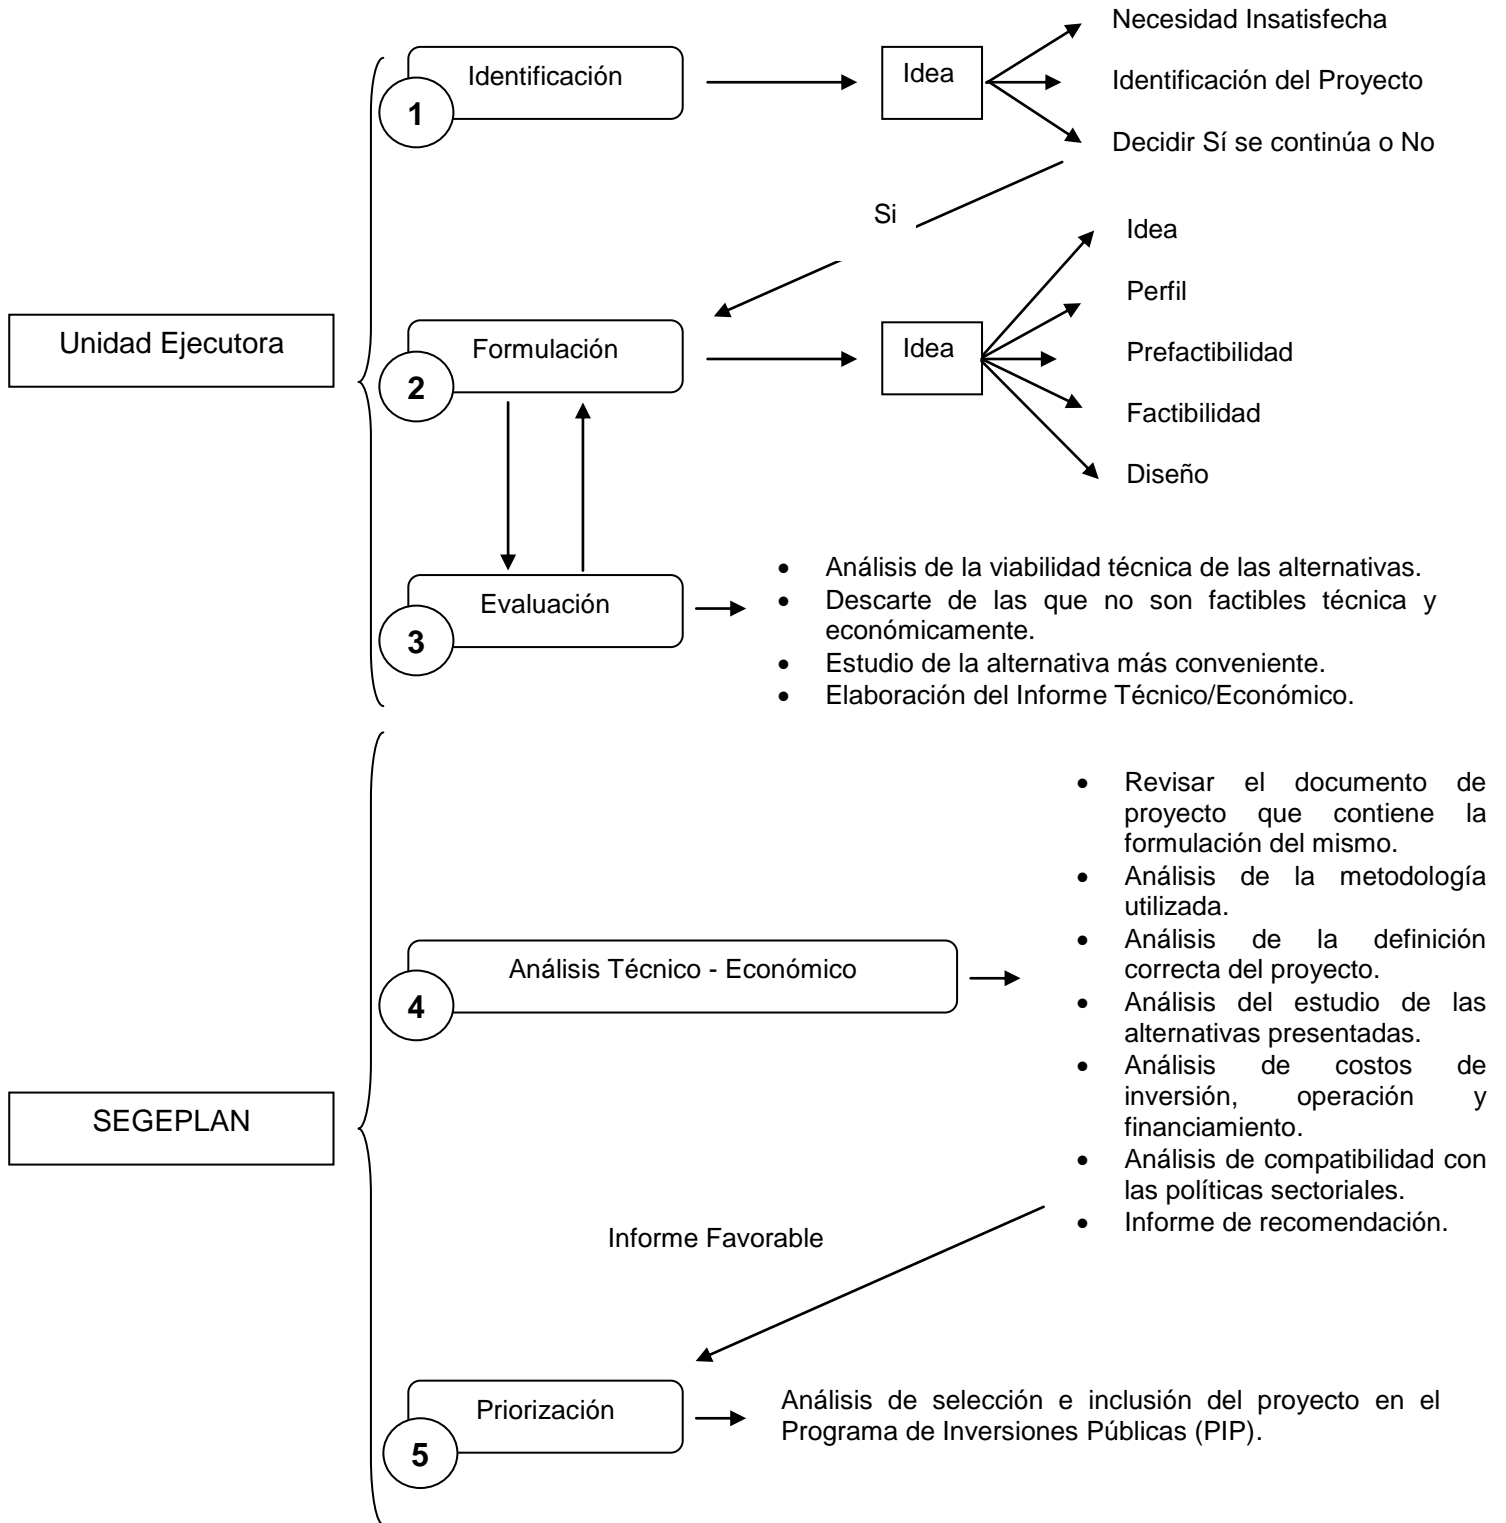 Necesidad Insatisfecha
Identificación
Idea
Identificación del Proyecto
1
Decidir Sí se continúa o No
Si
Idea
Perfil
Unidad Ejecutora
Formulación
Idea
Prefactibilidad
2
Factibilidad
Diseño
Evaluación
3
• Análisis de la viabilidad técnica de las alternativas.
• Descarte de las que no son factibles técnica y
económicamente.
• Estudio de la alternativa más conveniente.
• Elaboración del Informe Técnico/Económico.
SEGEPLAN
Análisis Técnico - Económico
4
• Revisar el documento de
proyecto que contiene la
formulación del mismo.
• Análisis de la metodología
utilizada.
• Análisis de la definición
correcta del proyecto.
• Análisis del estudio de las
alternativas presentadas.
• Análisis de costos de
inversión, operación y
financiamiento.
• Análisis de compatibilidad con
las políticas sectoriales.
• Informe de recomendación.
Informe Favorable
Priorización
5
Análisis de selección e inclusión del proyecto en el
Programa de Inversiones Públicas (PIP).